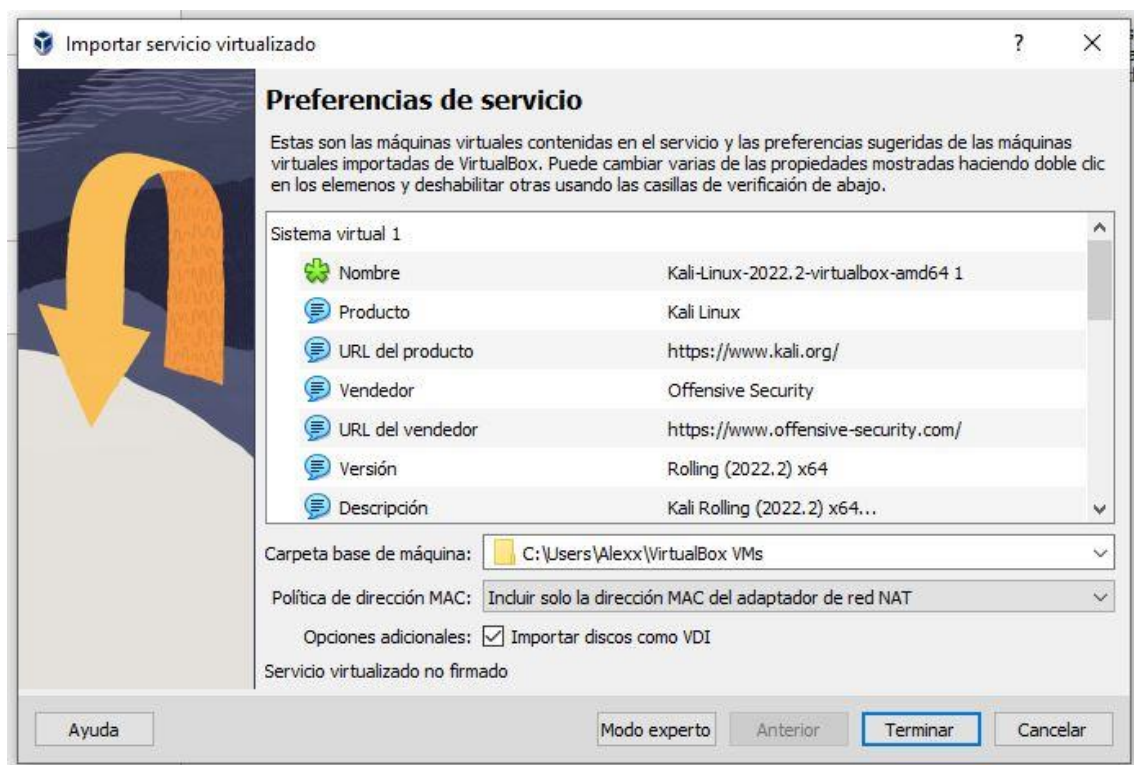 Importar servicio virtualizado
?
Preferencias de servicio
Estas son las máquinas virtuales contenidas en el servicio y las preferencias sugeridas de las máquinas
virtuales importadas de VirtualBox. Puede cambiar varias de las propiedades mostradas haciendo doble clic
en los elemenos y deshabilitar otras usando las casillas de verificaión de abajo.
Sistema virtual 1
Nombre Kali-Linux-2022.2-virtualbox-amd64 1
Producto Kali Linux
URL del producto https://www.kali.org/
Vendedor Offensive Security
URL del vendedor https://www.offensive-security.com/
Versión Rolling (2022.2) x64
Descripción Kali Rolling (2022.2) x64...
Carpeta base de máquina: C:\Users\Alexx\VirtualBox VMs
Política de dirección MAC: Incluir solo la dirección MAC del adaptador de red NAT
Opciones adicionales: Importar discos como VDI
Servicio virtualizado no firmado
Ayuda Modo experto Anterior Terminar Cancelar